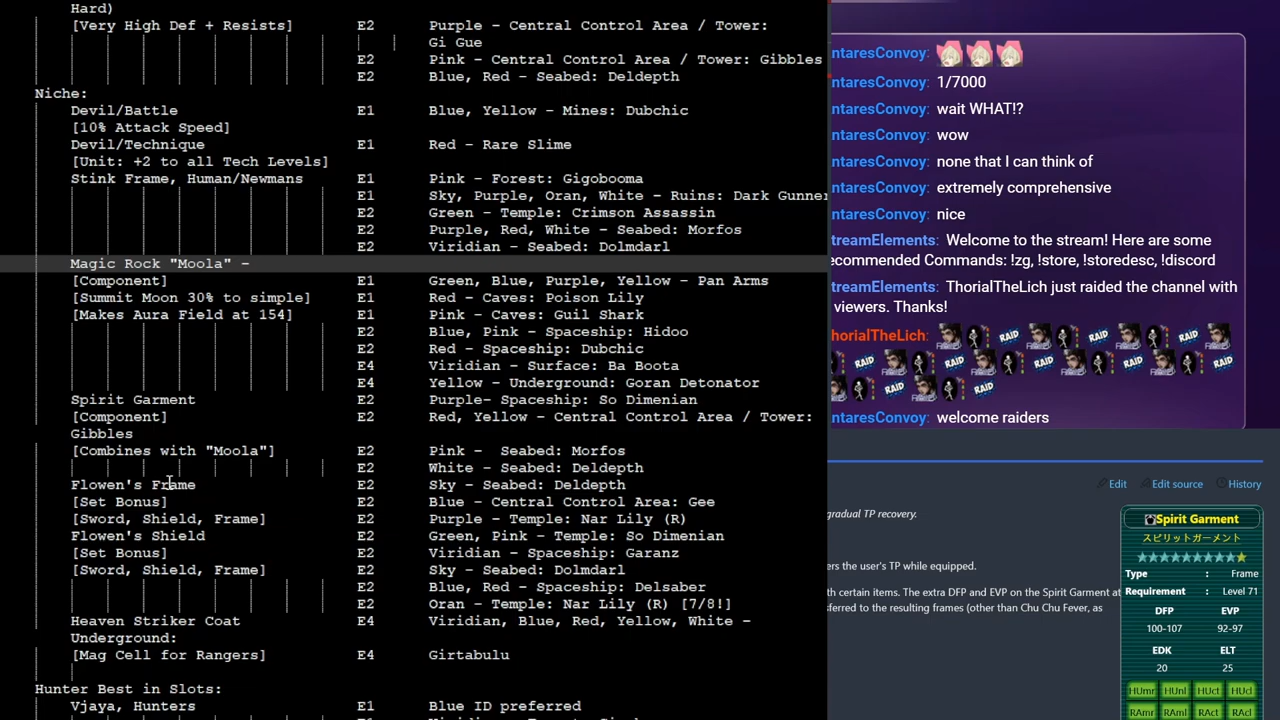 Hard)
[Very High Def + Resists] E2 Purple - Central Control Area / Tower:
Gi Gue
E2 Pink - Central Control Area / Tower: Gibbles
E2 Blue, Red - Seabed: Deldepth
Niche:
Devil/Battle E1 Blue, Yellow - Mines: Dubchic
[10% Attack Speed]
Devil/Technique E1 Red - Rare Slime
[Unit: +2 to all Tech Levels]
Stink Frame, Human/Newmans E1 Pink - Forest: Gigobooma
E1 Sky, Purple, Oran, White - Ruins: Dark Gunner
E2 Green - Temple: Crimson Assassin
E2 Purple, Red, White - Seabed: Morfos
E2 Viridian - Seabed: Dolmdarl
Magic Rock "Moola" -
[Component] E1 Green, Blue, Purple, Yellow - Pan Arms
[Summit Moon 30% to simple] E1 Red - Caves: Poison Lily
[Makes Aura Field at 154] E1 Pink - Caves: Guil Shark
E2 Blue, Pink - Spaceship: Hidoo
E2 Red - Spaceship: Dubchic
E4 Viridian - Surface: Ba Boota
E4 Yellow - Underground: Goran Detonator
Spirit Garment E2 Purple- Spaceship: So Dimenian
[Component] E2 Red, Yellow - Central Control Area / Tower:
Gibbles
[Combines with "Moola"] E2 Pink - Seabed: Morfos
E2 White - Seabed: Deldepth
Flowen's Frame E2 Sky - Seabed: Deldepth
[Set Bonus] E2 Blue - Central Control Area: Gee
[Sword, Shield, Frame] E2 Purple - Temple: Nar Lily (R)
Flowen's Shield E2 Green, Pink - Temple: So Dimenian
[Set Bonus] E2 Viridian - Spaceship: Garanz
[Sword, Shield, Frame] E2 Sky - Seabed: Dolmdarl
E2 Blue, Red - Spaceship: Delsaber
E2 Oran - Temple: Nar Lily (R) [7/8!]
Heaven Striker Coat E4 Viridian, Blue, Red, Yellow, White -
Underground:
[Mag Cell for Rangers] E4 Girtabulu
Hunter Best in Slots:
Vjaya, Hunters E1 Blue ID preferred
ntaresConvoy:
ntaresConvoy: 1/7000
ntaresConvoy: wait WHAT!?
ntaresConvoy: wow
ntaresConvoy: none that I can think of
ntaresConvoy: extremely comprehensive
ntaresConvoy: nice
treamElements: Welcome to the stream! Here are some
ecommended Commands: !zg, !store, !storedesc, !discord
treamElements: ThorialTheLich just raided the channel with
viewers. Thanks!
horialTheLich: RAID RAID RAID
RAID RAID RAID RAID
RAID RAID
ntaresConvoy: welcome raiders
Edit Edit source History
gradual TP recovery.
ers the user's TP while equipped.
th certain items. The extra DFP and EVP on the Spirit Garment at
sferred to the resulting frames (other than Chu Chu Fever, as
Spirit Garment
スピリットガーメント
Type : Frame
Requirement : Level 71
DFP EVP
100-107 92-97
EDK ELT
20 25
HUmr HUnl HUct HUcl
RAmr RAml RAct RAcl